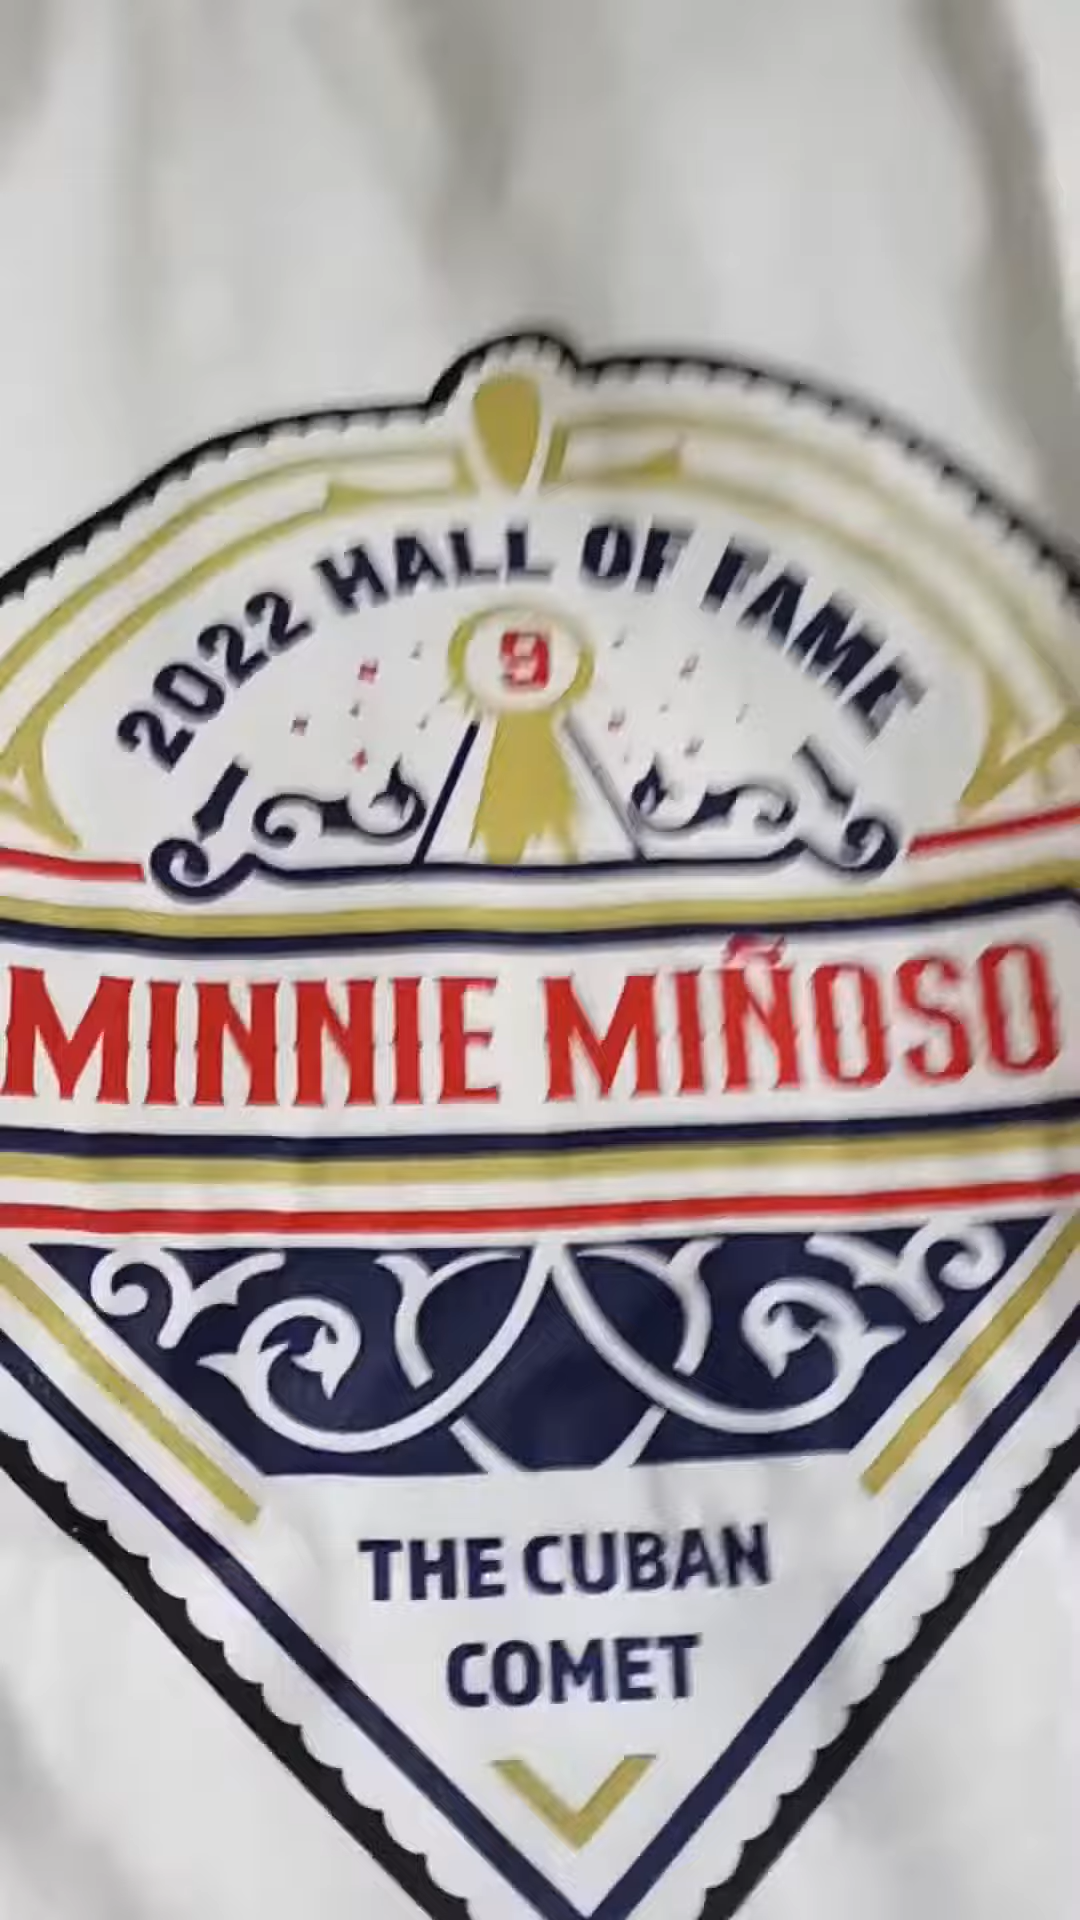 2022 HALL OF FAME
9
MINNIE MIÑOSO
THE CUBAN
COMET